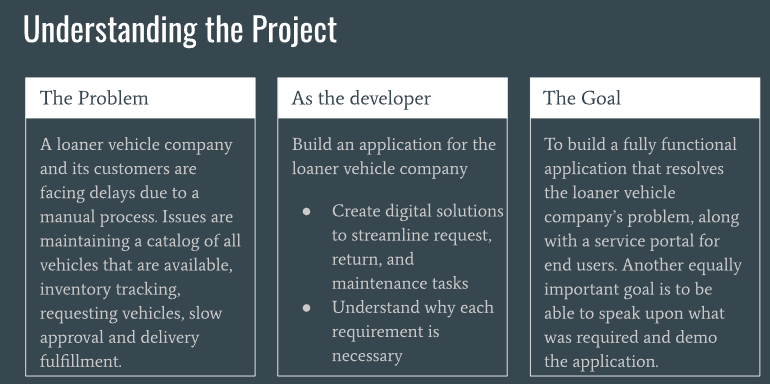 Understanding the Project
The Problem
A loaner vehicle company
and its customers are
facing delays due to a
manual process. Issues are
maintaining a catalog of all
vehicles that are available,
inventory tracking,
requesting vehicles, slow
approval and delivery
fulfillment.
As the developer
Build an application for the
loaner vehicle company
● Create digital solutions
to streamline request,
return, and
maintenance tasks
● Understand why each
requirement is
necessary
The Goal
To build a fully functional
application that resolves
the loaner vehicle
company’s problem, along
with a service portal for
end users. Another equally
important goal is to be
able to speak upon what
was required and demo
the application.